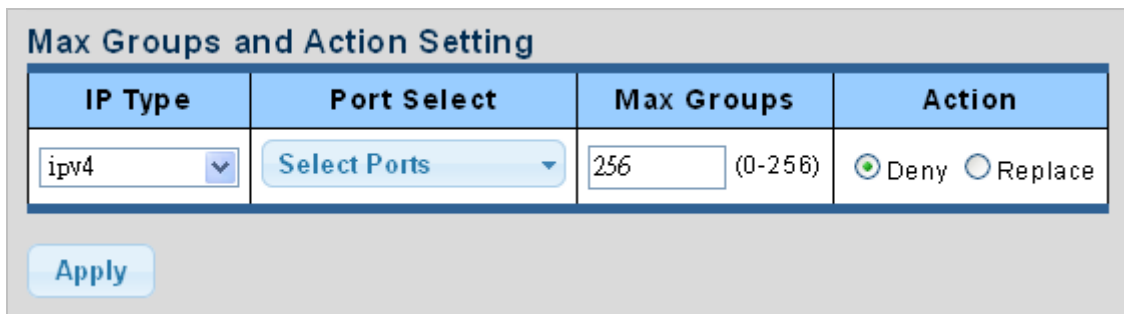 Max Groups and Action Setting
IP Type Port Select Max Groups Action
ipv4 Select Ports 256 (0-256) Deny Replace
Apply